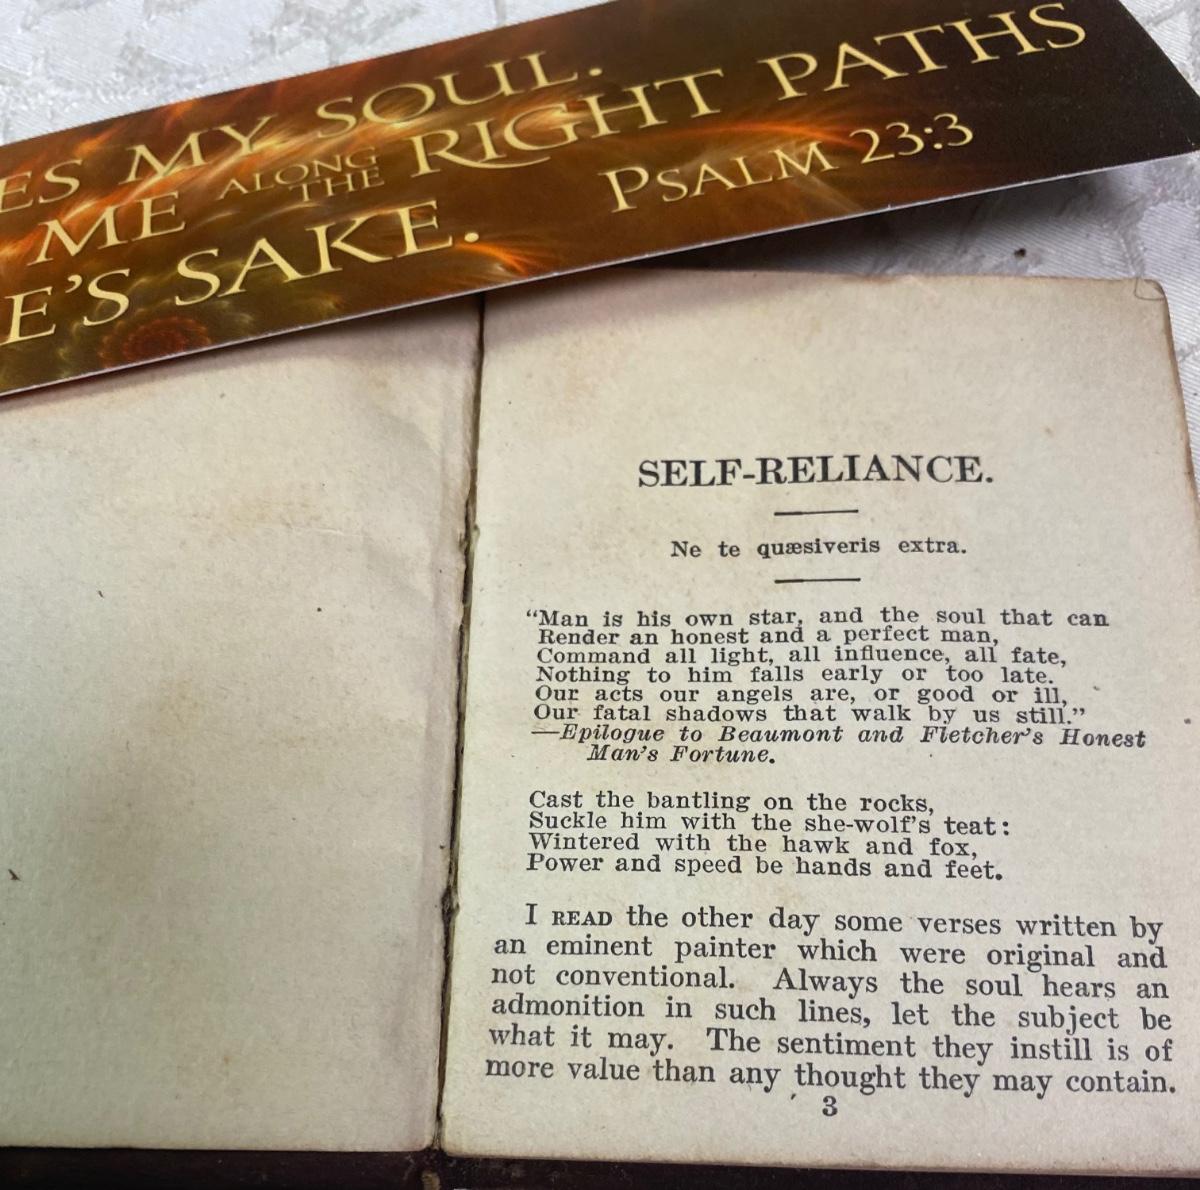 ES MY SOUL.
ME ALONG THE RIGHT PATHS
E'S SAKE.
PSALM 23:3
SELF-RELIANCE.
Ne te quæsiveris extra.
“Man is his own star, and the soul that can
Render an honest and a perfect man,
Command all light, all influence, all fate,
Nothing to him falls early or too late.
Our acts our angels are, or good or ill,
Our fatal shadows that walk by us still.”
—Epilogue to Beaumont and Fletcher's Honest
Man's Fortune.
Cast the bantling on the rocks,
Suckle him with the she-wolf's teat:
Wintered with the hawk and fox,
Power and speed be hands and feet.
I READ the other day some verses written by
an eminent painter which were original and
not conventional. Always the soul hears an
admonition in such lines, let the subject be
what it may. The sentiment they instill is of
more value than any thought they may contain.
3